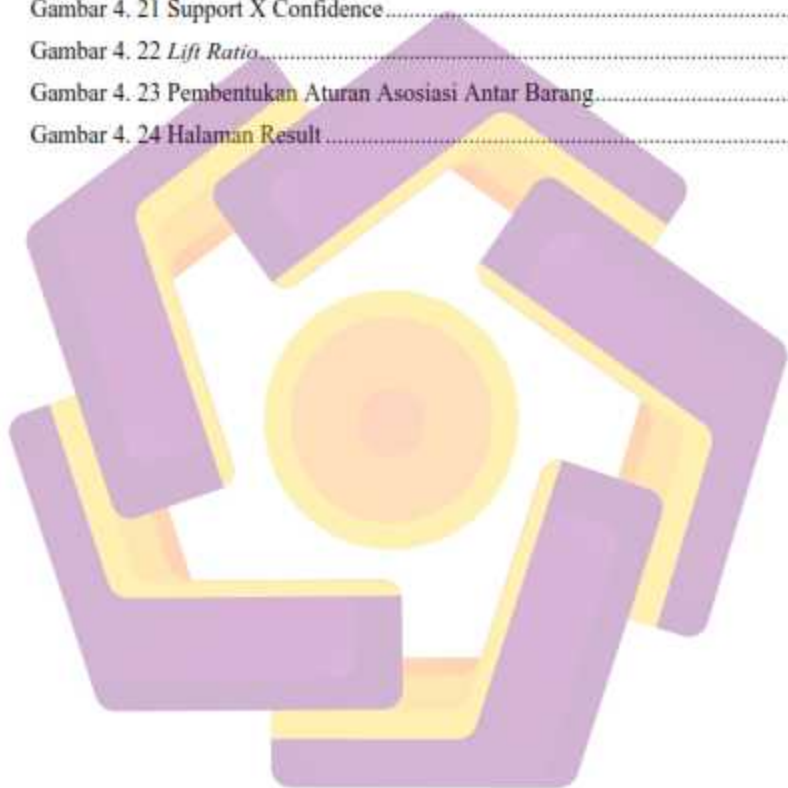 Gambar 4. 21 Support X Confidence................................................................
Gambar 4. 22 Lift Ratio................................................................
Gambar 4. 23 Pembentukan Aturan Asosiasi Antar Barang................................
Gambar 4. 24 Halaman Result................................................................